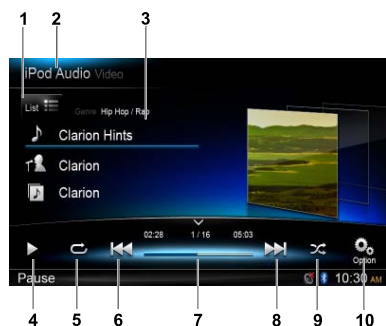 1 2 3
iPod Audio Video
List
Genre Hip Hop / Rap
Clarion Hints
Clarion
Clarion
02:28 1 / 16 05:03
Option
Pause
10:30 AM
4 5 6 7 8 9 10